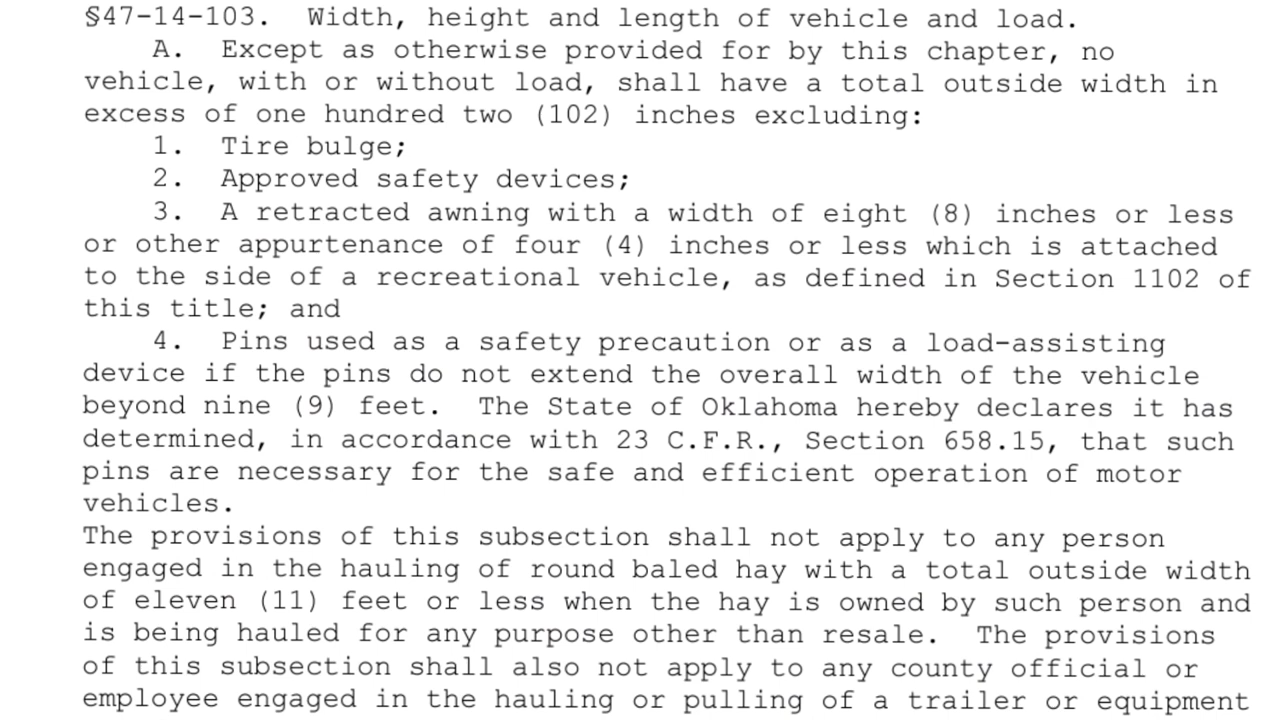 §47-14-103.  Width, height and length of vehicle and load.
A.  Except as otherwise provided for by this chapter, no
vehicle, with or without load, shall have a total outside width in
excess of one hundred two (102) inches excluding:
1.  Tire bulge;
2.  Approved safety devices;
3.  A retracted awning with a width of eight (8) inches or less
or other appurtenance of four (4) inches or less which is attached
to the side of a recreational vehicle, as defined in Section 1102 of
this title; and
4.  Pins used as a safety precaution or as a load-assisting
device if the pins do not extend the overall width of the vehicle
beyond nine (9) feet.  The State of Oklahoma hereby declares it has
determined, in accordance with 23 C.F.R., Section 658.15, that such
pins are necessary for the safe and efficient operation of motor
vehicles.
The provisions of this subsection shall not apply to any person
engaged in the hauling of round baled hay with a total outside width
of eleven (11) feet or less when the hay is owned by such person and
is being hauled for any purpose other than resale.  The provisions
of this subsection shall also not apply to any county official or
employee engaged in the hauling or pulling of a trailer or equipment